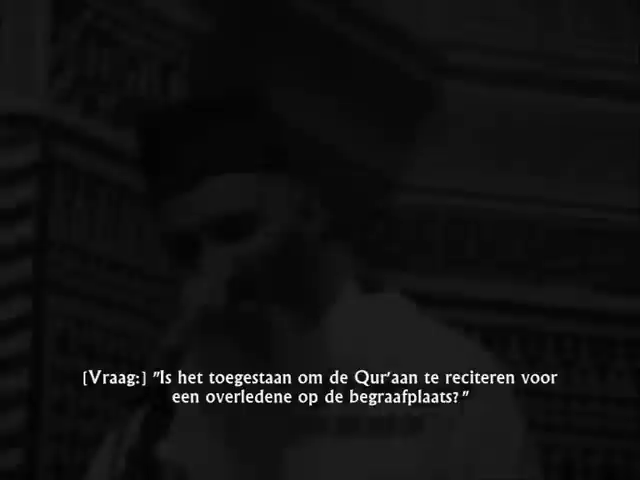 [Vraag:] "Is het toegestaan om de Qur'aan te reciteren voor
een overledene op de begraafplaats?"